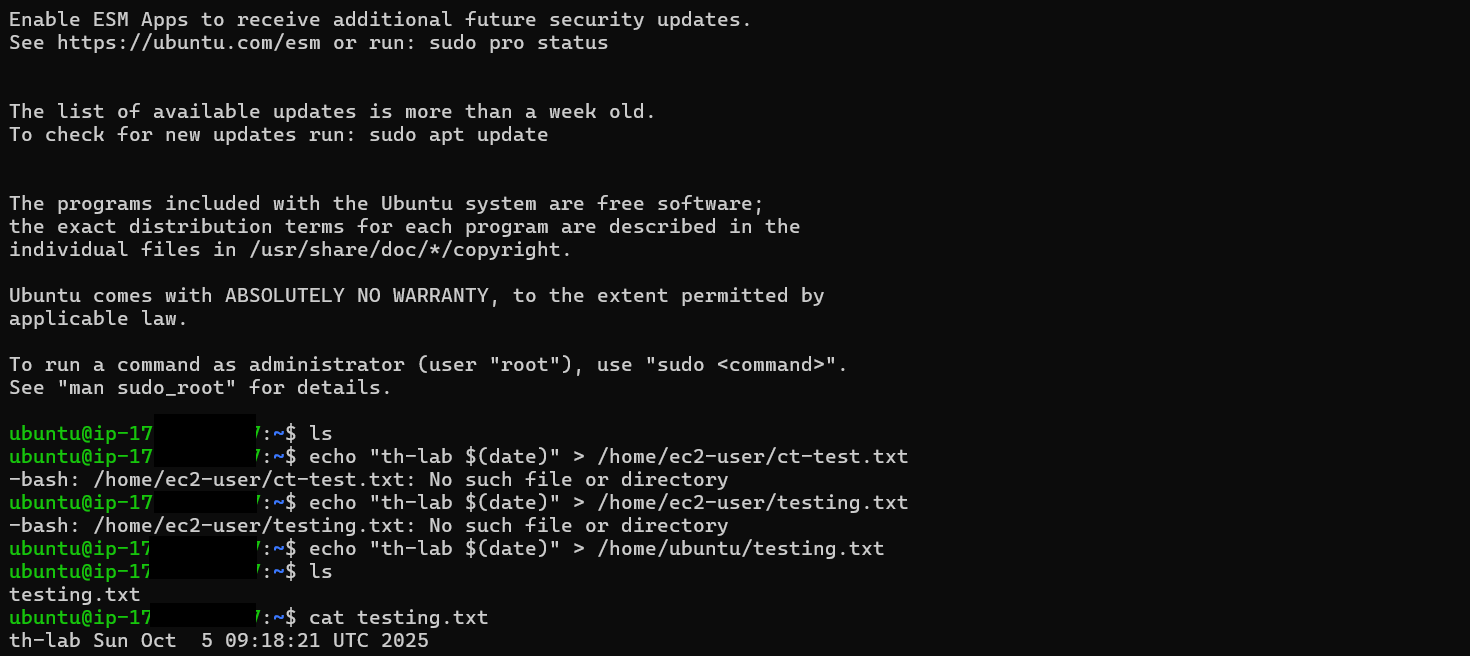 Enable ESM Apps to receive additional future security updates.
See https://ubuntu.com/esm or run: sudo pro status
The list of available updates is more than a week old.
To check for new updates run: sudo apt update
The programs included with the Ubuntu system are free software;
the exact distribution terms for each program are described in the
individual files in /usr/share/doc/*/copyright.
Ubuntu comes with ABSOLUTELY NO WARRANTY, to the extent permitted by
applicable law.
To run a command as administrator (user "root"), use "sudo <command>".
See "man sudo_root" for details.
ubuntu@ip-17 7:~$ ls
ubuntu@ip-17 7:~$ echo "th-lab $(date)" > /home/ec2-user/ct-test.txt
-bash: /home/ec2-user/ct-test.txt: No such file or directory
ubuntu@ip-17 7:~$ echo "th-lab $(date)" > /home/ec2-user/testing.txt
-bash: /home/ec2-user/testing.txt: No such file or directory
ubuntu@ip-17 7:~$ echo "th-lab $(date)" > /home/ubuntu/testing.txt
ubuntu@ip-17 7:~$ ls
testing.txt
ubuntu@ip-17 7:~$ cat testing.txt
th-lab Sun Oct  5 09:18:21 UTC 2025